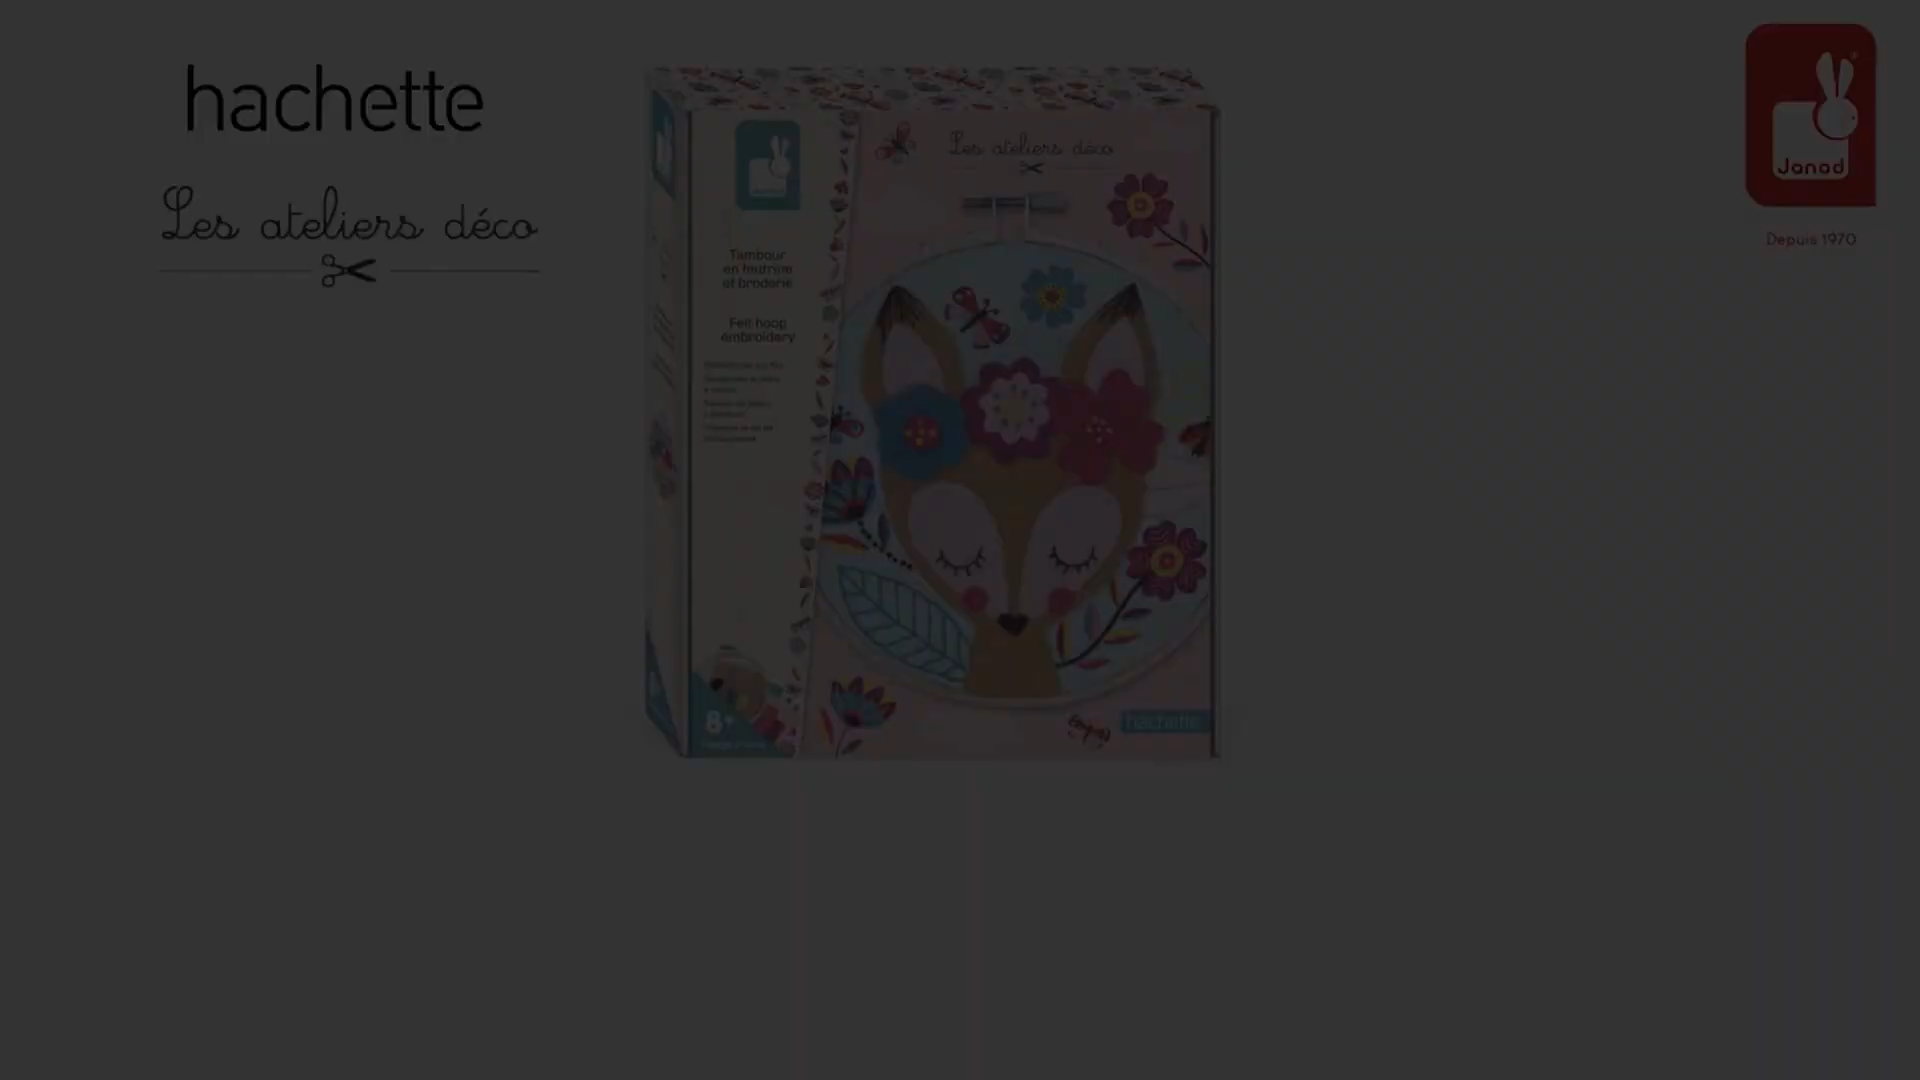 hachette
Les ateliers déco
Janod
Depuis 1970
Les ateliers déco
Tambour
en feutrine
et broderie
Felt hoop
embroidery
8+
hachette